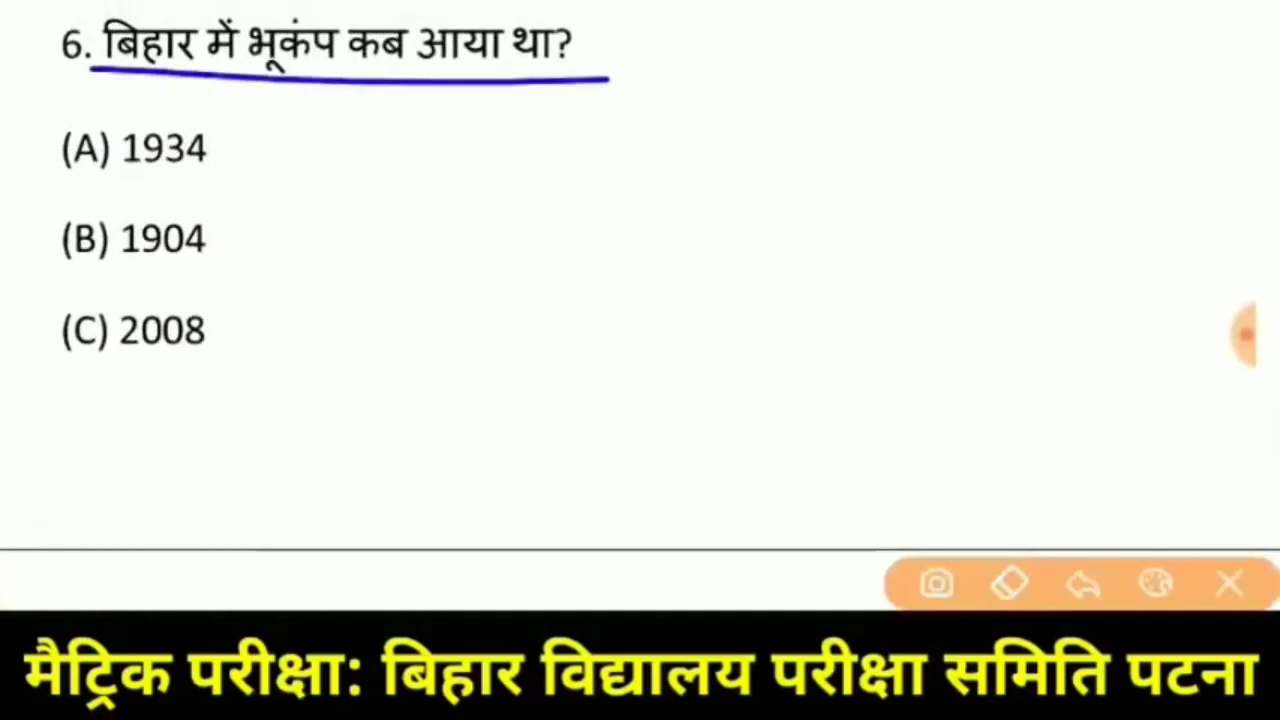 6. बिहार में भूकंप कब आया था?
(A) 1934
(B) 1904
(C) 2008
मैट्रिक परीक्षा: बिहार विद्यालय परीक्षा समिति पटना